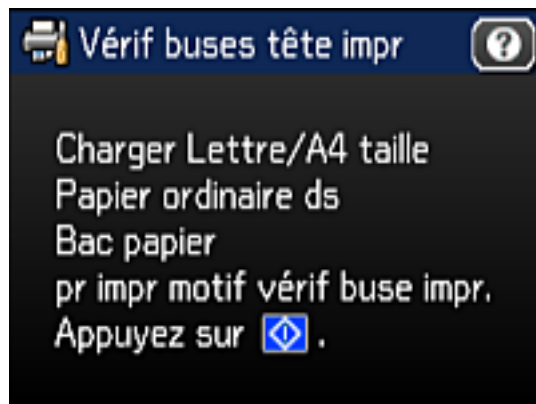 Vérif buses tête impr
Charger Lettre/A4 taille
Papier ordinaire ds
Bac papier
pr impr motif vérif buse impr.
Appuyez sur .